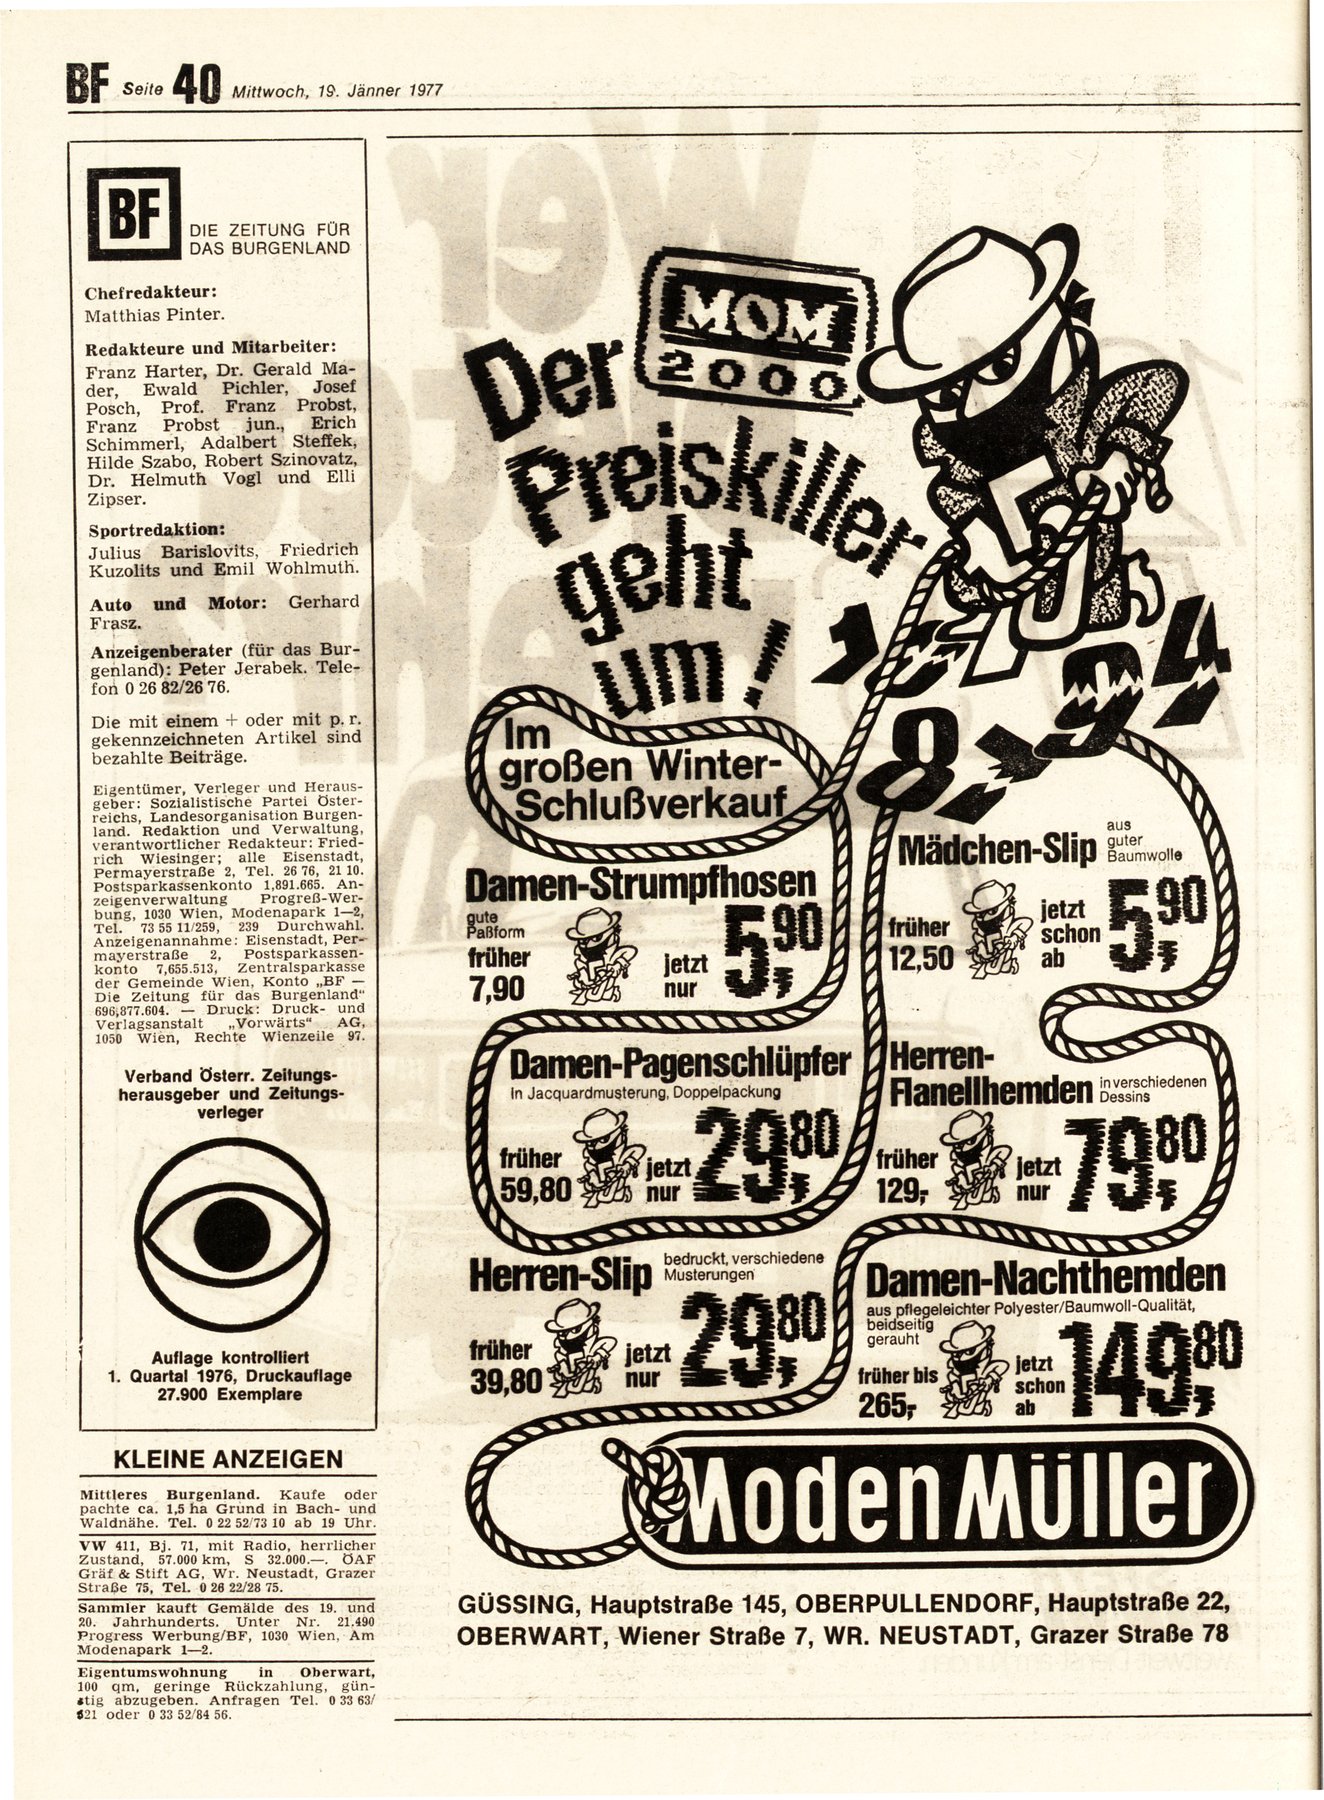 BF Seite 40 Mittwoch, 19. Jänner 1977
BF
DIE ZEITUNG FÜR
DAS BURGENLAND
Chefredakteur:
Matthias Pinter.
Redakteure und Mitarbeiter:
Franz Harter, Dr. Gerald Ma-
der, Ewald Pichler, Josef
Posch, Prof. Franz Probst,
Franz Probst jun., Erich
Schimmerl, Adalbert Steffek,
Hilde Szabo, Robert Szinovatz,
Dr. Helmuth Vogl und Elli
Zipser.
Sportredaktion:
Julius Barislovits, Friedrich
Kuzolits und Emil Wohlmuth.
Auto und Motor: Gerhard
Frasz.
Anzeigenberater (für das Bur-
genland): Peter Jerabek. Tele-
fon 0 26 82/26 76.
Die mit einem + oder mit p. r.
gekennzeichneten Artikel sind
bezahlte Beiträge.
Eigentümer, Verleger und Heraus-
geber: Sozialistische Partei Öster-
reichs, Landesorganisation Burgen-
land. Redaktion und Verwaltung,
verantwortlicher Redakteur: Fried-
rich Wiesinger; alle Eisenstadt,
Permayerstraße 2, Tel. 26 76, 21 10.
Postsparkassenkonto 1,891.665. An-
zeigenverwaltung Progreß-Wer-
bung, 1030 Wien, Modenapark 1—2,
Tel. 73 55 11/259, 239 Durchwahl.
Anzeigenannahme: Eisenstadt, Per-
mayerstraße 2, Postsparkassen-
konto 7,655.513, Zentralsparkasse
der Gemeinde Wien, Konto „BF —
Die Zeitung für das Burgenland"
696,877.604. — Druck: Druck- und
Verlagsanstalt „Vorwärts" AG,
1050 Wien, Rechte Wienzeile 97.
Verband Österr. Zeitungs-
herausgeber und Zeitungs-
verleger
Auflage kontrolliert
1. Quartal 1976, Druckauflage
27.900 Exemplare
KLEINE ANZEIGEN
Mittleres Burgenland. Kaufe oder
pachte ca. 1,5 ha Grund in Bach- und
Waldnähe. Tel. 0 22 52/73 10 ab 19 Uhr.
VW 411, Bj. 71, mit Radio, herrlicher
Zustand, 57.000 km, S 32.000.—. ÖAF
Gräf & Stift AG, Wr. Neustadt, Grazer
Straße 75, Tel. 0 26 22/28 75.
Sammler kauft Gemälde des 19. und
20. Jahrhunderts. Unter Nr. 21.490
Progress Werbung/BF, 1030 Wien, Am
Modenapark 1—2.
Eigentumswohnung in Oberwart,
100 qm, geringe Rückzahlung, gün-
stig abzugeben. Anfragen Tel. 0 33 63/
521 oder 0 33 52/84 56.
MOM
2000
Der
Preiskiller
geht
um!
Im
großen Winter-
Schlußverkauf
Damen-Strumpfhosen
gute
Paßform
früher
7,90
jetzt
nur
5,90
Mädchen-Slip
aus
guter
Baumwolle
früher
12,50
jetzt
schon
ab
5,90
Damen-Pagenschlüpfer
in Jacquardmusterung, Doppelpackung
früher
59,80
jetzt
nur
29,80
Herren-
Flanellhemden
in verschiedenen
Dessins
früher
129,-
jetzt
nur
79,80
Herren-Slip
bedruckt, verschiedene
Musterungen
früher
39,80
jetzt
nur
29,80
Damen-Nachthemden
aus pflegeleichter Polyester/Baumwoll-Qualität,
beidseitig
gerauht
früher bis
265,-
jetzt
schon
ab
149,80
Moden Müller
GÜSSING, Hauptstraße 145, OBERPULLENDORF, Hauptstraße 22,
OBERWART, Wiener Straße 7, WR. NEUSTADT, Grazer Straße 78